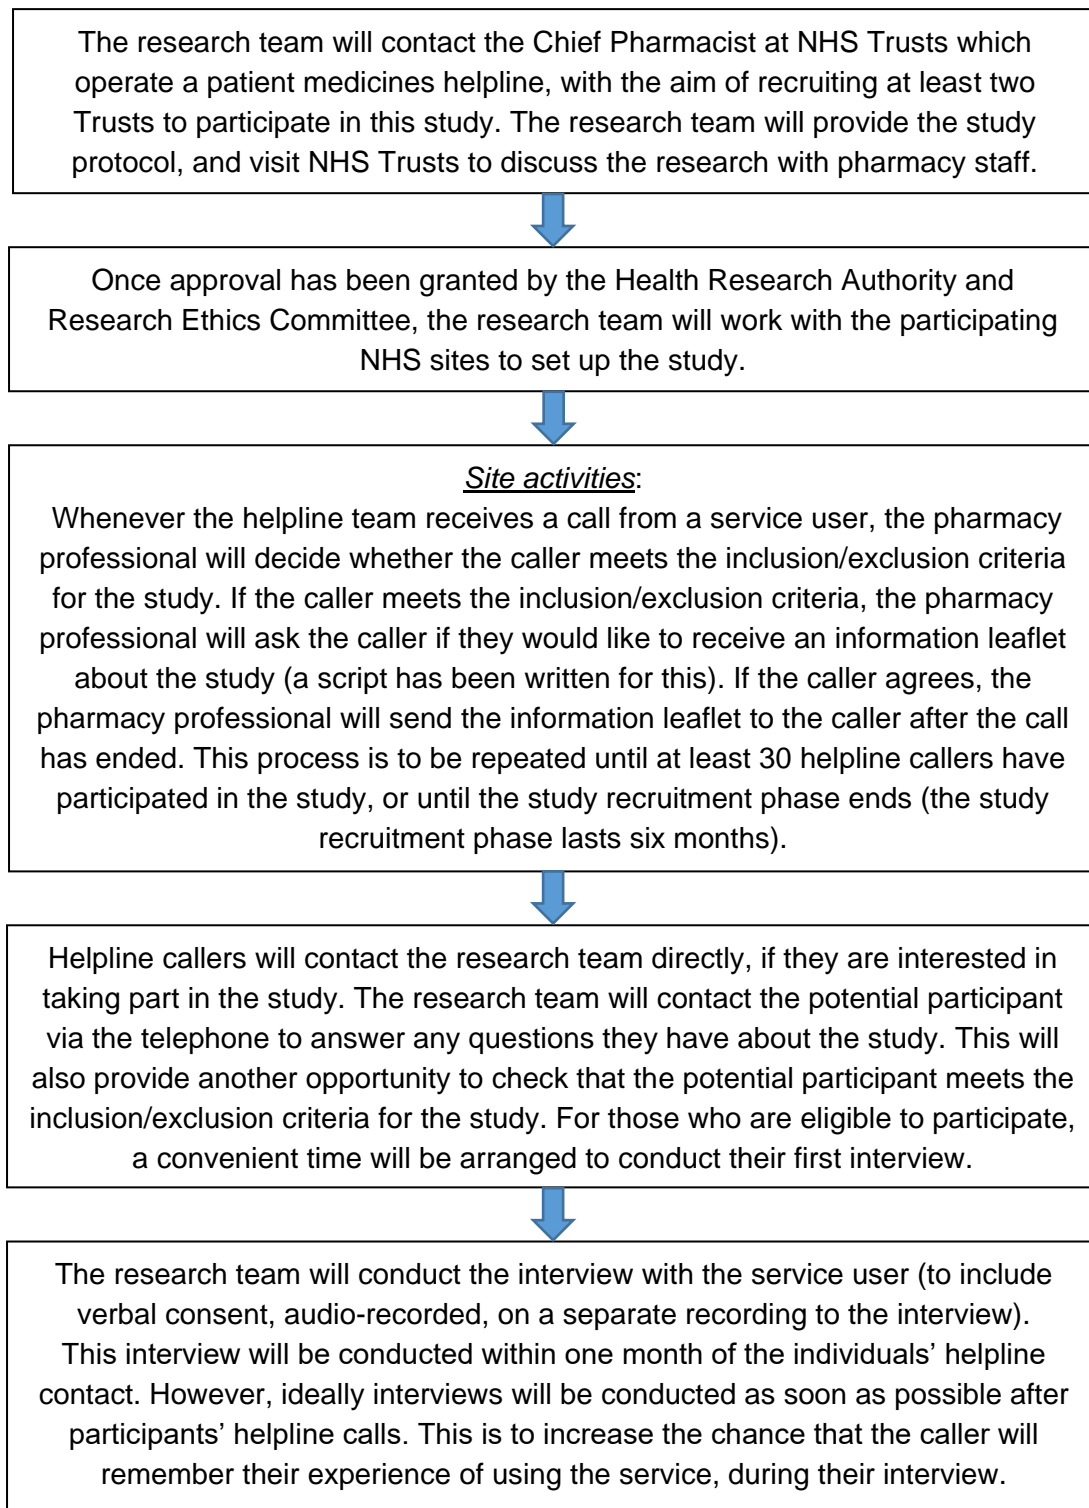 The research team will contact the Chief Pharmacist at NHS Trusts which
operate a patient medicines helpline, with the aim of recruiting at least two
Trusts to participate in this study. The research team will provide the study
protocol, and visit NHS Trusts to discuss the research with pharmacy staff.
Once approval has been granted by the Health Research Authority and
Research Ethics Committee, the research team will work with the participating
NHS sites to set up the study.
Site activities:
Whenever the helpline team receives a call from a service user, the pharmacy
professional will decide whether the caller meets the inclusion/exclusion criteria
for the study. If the caller meets the inclusion/exclusion criteria, the pharmacy
professional will ask the caller if they would like to receive an information leaflet
about the study (a script has been written for this). If the caller agrees, the
pharmacy professional will send the information leaflet to the caller after the call
has ended. This process is to be repeated until at least 30 helpline callers have
participated in the study, or until the study recruitment phase ends (the study
recruitment phase lasts six months).
Helpline callers will contact the research team directly, if they are interested in
taking part in the study. The research team will contact the potential participant
via the telephone to answer any questions they have about the study. This will
also provide another opportunity to check that the potential participant meets the
inclusion/exclusion criteria for the study. For those who are eligible to participate,
a convenient time will be arranged to conduct their first interview.
The research team will conduct the interview with the service user (to include
verbal consent, audio-recorded, on a separate recording to the interview).
This interview will be conducted within one month of the individuals’ helpline
contact. However, ideally interviews will be conducted as soon as possible after
participants’ helpline calls. This is to increase the chance that the caller will
remember their experience of using the service, during their interview.